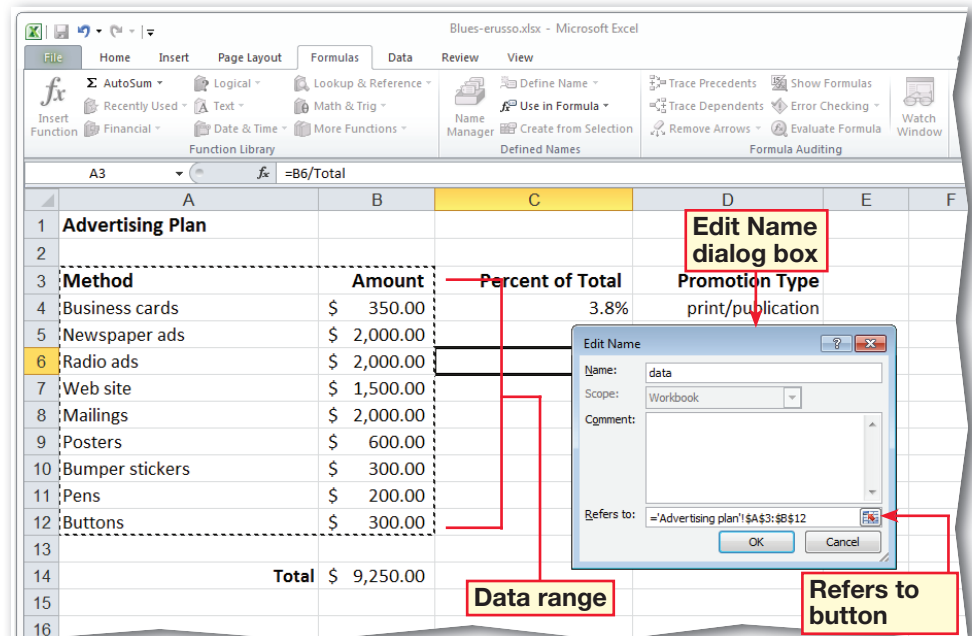 Blues-erusso.xlsx - Microsoft Excel
File Home Insert Page Layout Formulas Data Review View
fx Insert Function
Σ AutoSum
Recently Used
Financial
Logical
Text
Date & Time
Lookup & Reference
Math & Trig
More Functions
Function Library
Name Manager
Define Name
Use in Formula
Create from Selection
Defined Names
Trace Precedents
Trace Dependents
Remove Arrows
Show Formulas
Error Checking
Evaluate Formula
Formula Auditing
Watch Window
A3 fx =B6/Total
A B C D E F
1 Advertising Plan
2
3 Method Amount Percent of Total Promotion Type
4 Business cards $ 350.00 3.8% print/publication
5 Newspaper ads $ 2,000.00
6 Radio ads $ 2,000.00
7 Web site $ 1,500.00
8 Mailings $ 2,000.00
9 Posters $ 600.00
10 Bumper stickers $ 300.00
11 Pens $ 200.00
12 Buttons $ 300.00
13
14 Total $ 9,250.00
15
16
Edit Name
dialog box
Edit Name ?
Name: data
Scope: Workbook
Comment:
Refers to: ='Advertising plan'!$A$3:$B$12
OK Cancel
Data range
Refers to
button